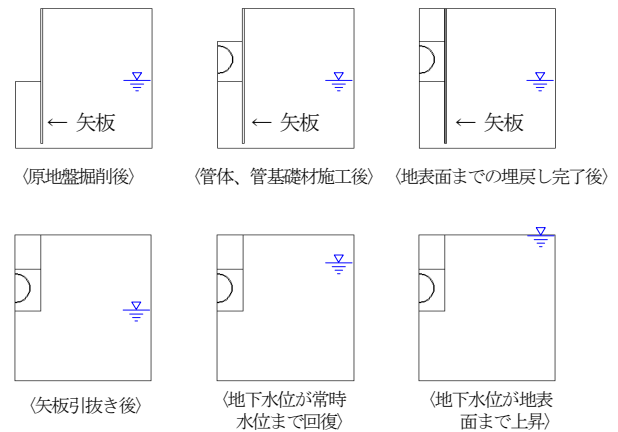 ← 矢板
← 矢板
← 矢板
〈原地盤掘削後〉
〈管体、管基礎材施工後〉
〈地表面までの埋戻し完了後〉
〈矢板引抜き後〉
〈地下水位が常時
水位まで回復〉
〈地下水位が地表
面まで上昇〉